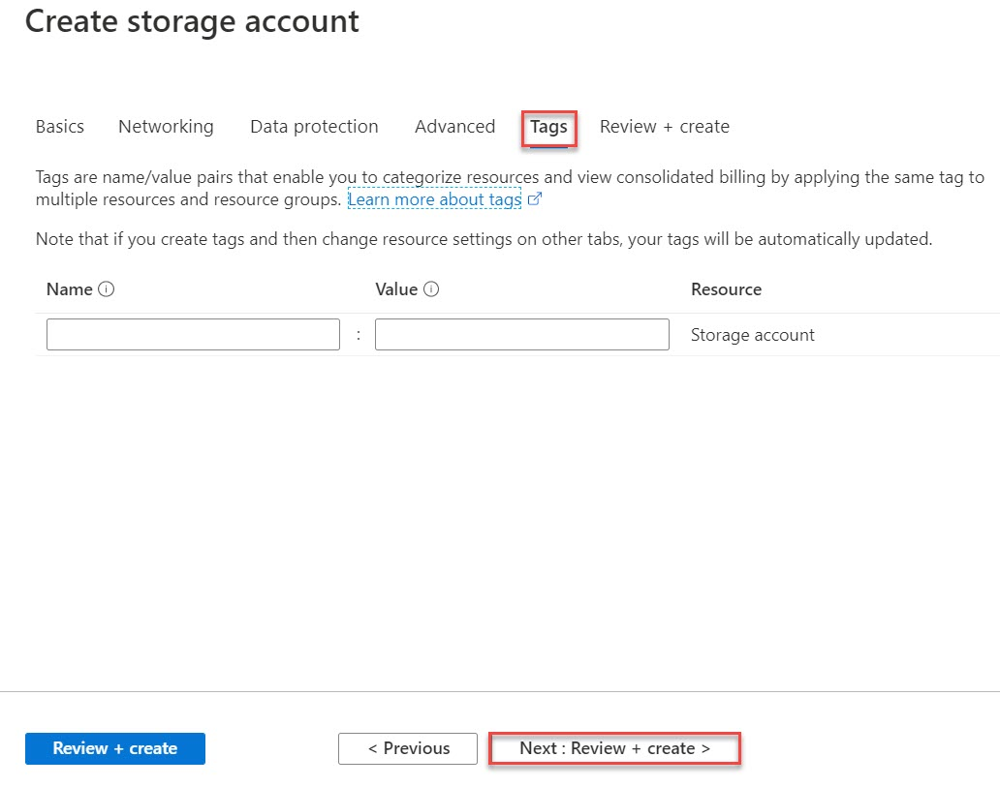 Create storage account
Basics Networking Data protection Advanced Tags Review + create
Tags are name/value pairs that enable you to categorize resources and view consolidated billing by applying the same tag to
multiple resources and resource groups. Learn more about tags
Note that if you create tags and then change resource settings on other tabs, your tags will be automatically updated.
Name Value Resource
: Storage account
Review + create < Previous Next : Review + create >